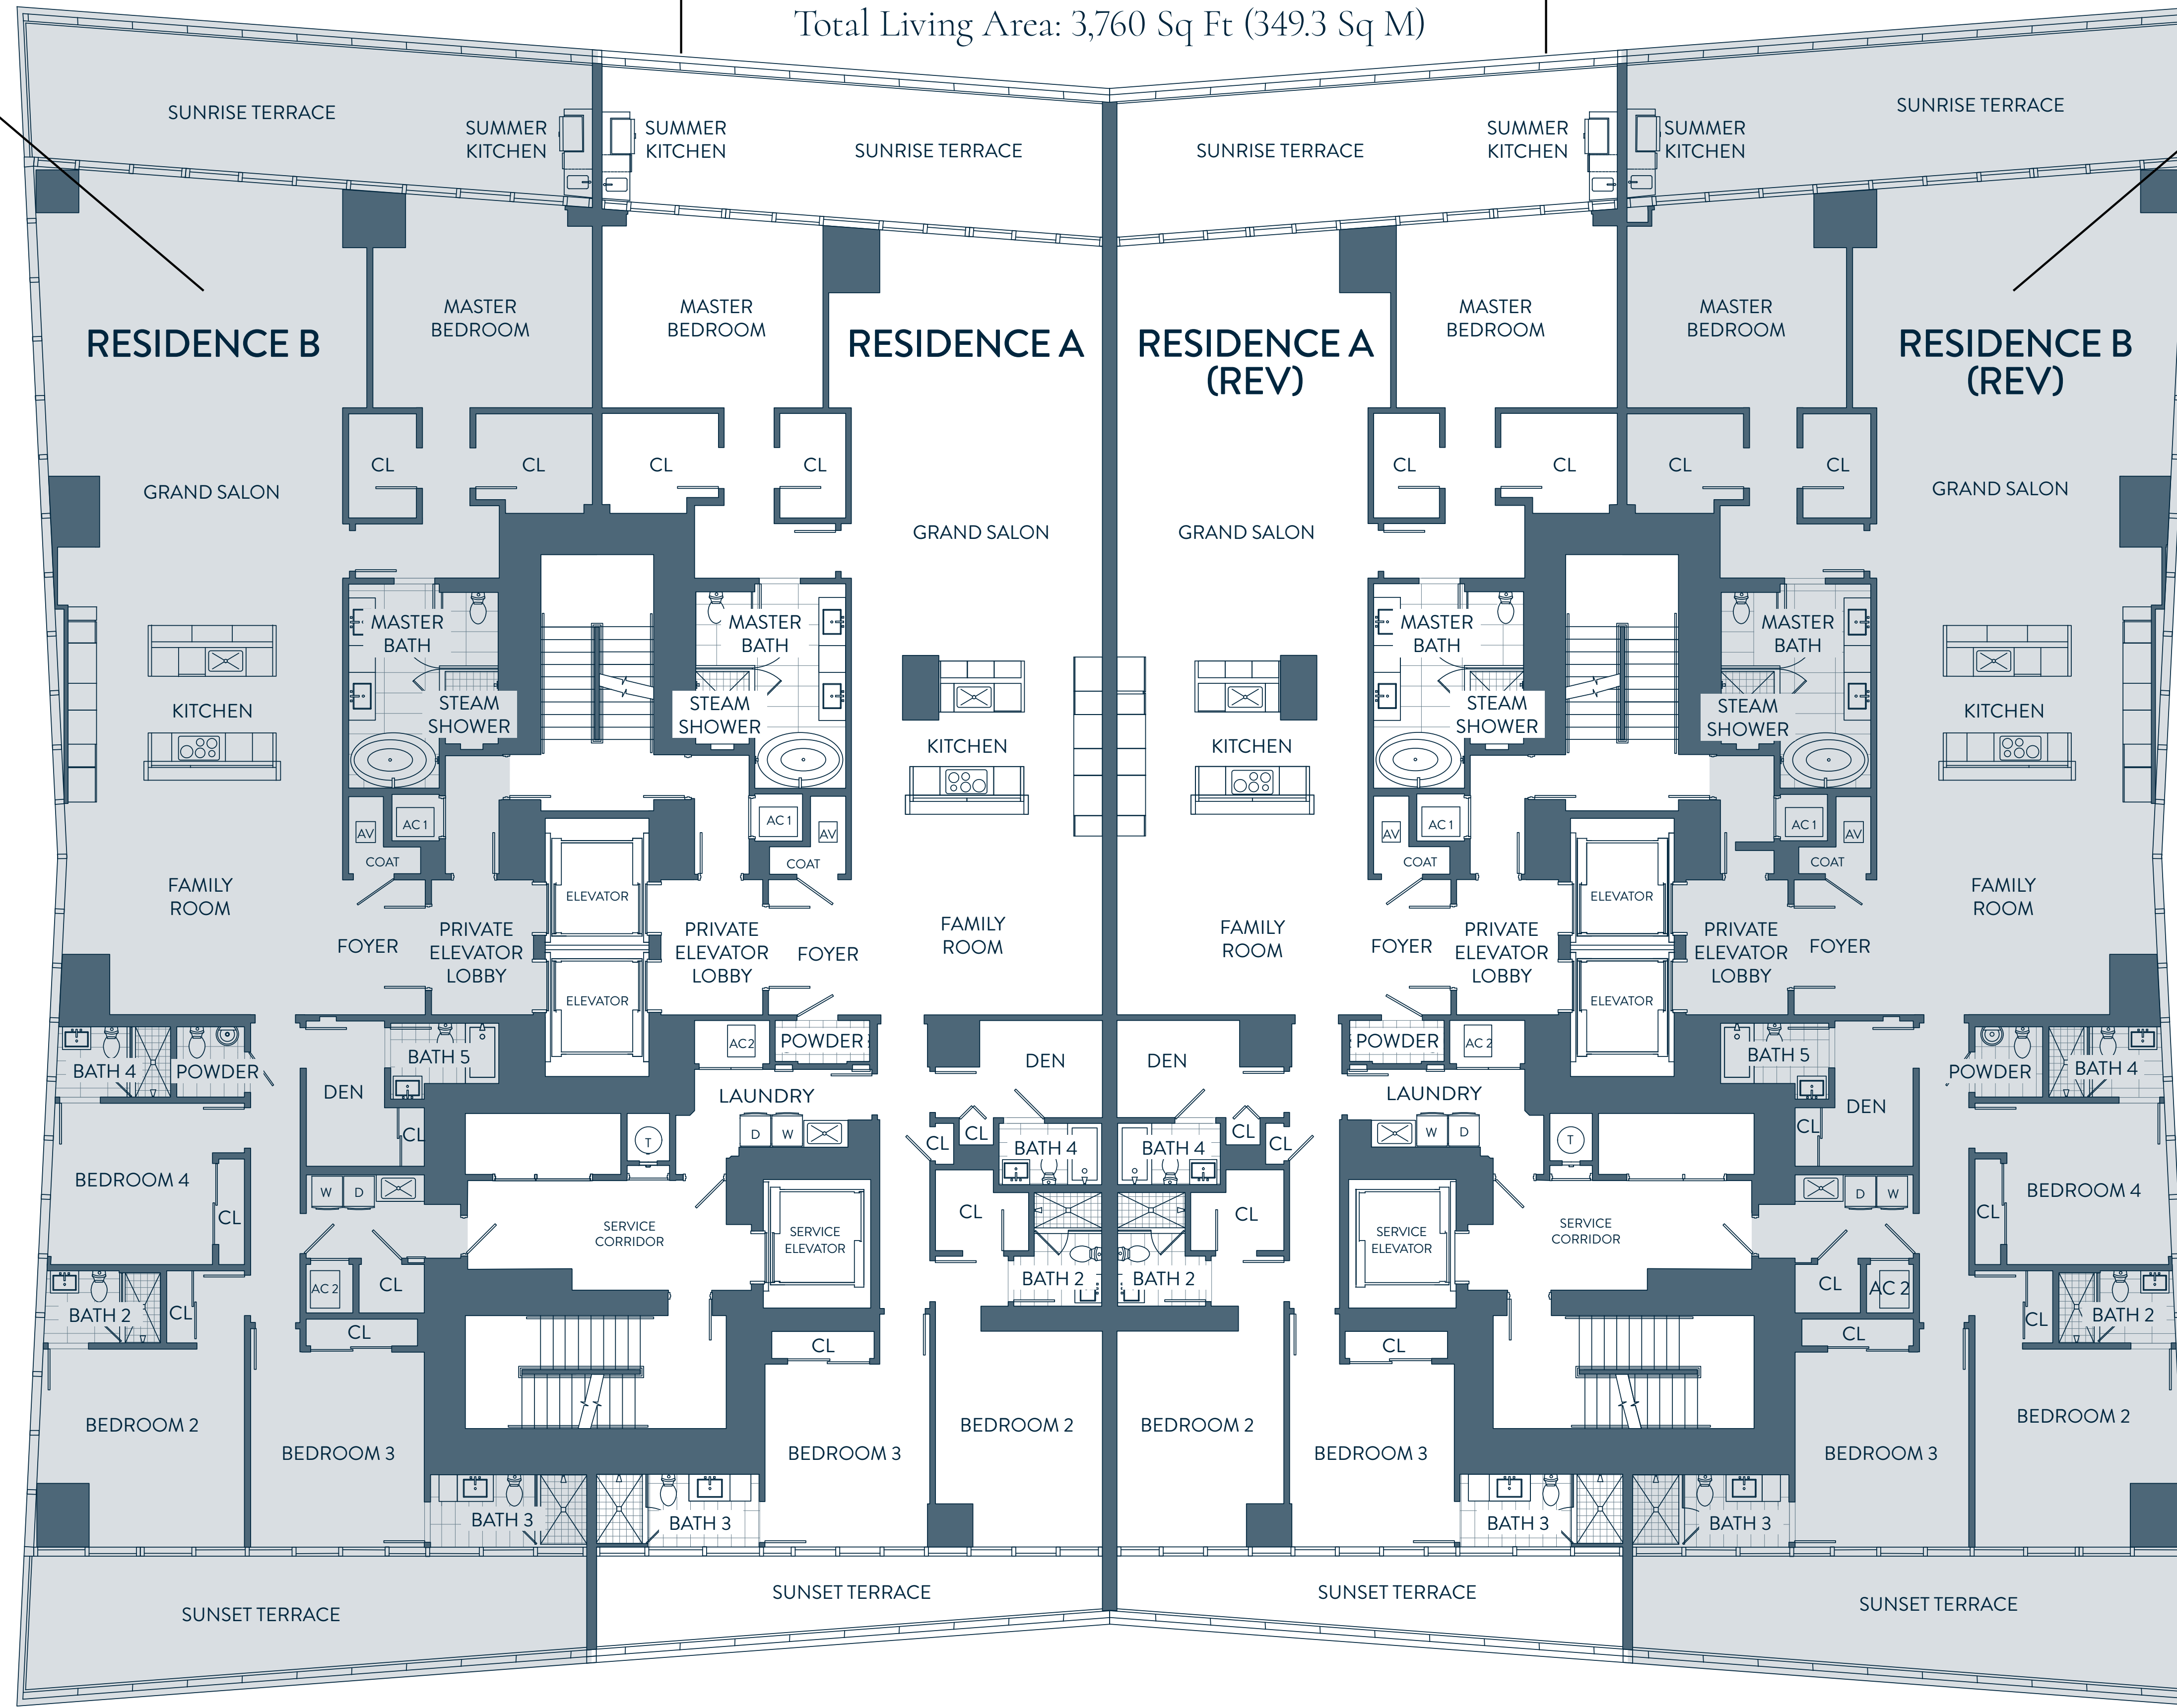 Total Living Area: 3,760 Sq Ft (349.3 Sq M)
SUNRISE TERRACE
SUMMER
KITCHEN
SUMMER
KITCHEN
SUNRISE TERRACE
SUNRISE TERRACE
SUMMER
KITCHEN
SUMMER
KITCHEN
SUNRISE TERRACE
RESIDENCE B
MASTER
BEDROOM
MASTER
BEDROOM
RESIDENCE A
RESIDENCE A
(REV)
MASTER
BEDROOM
MASTER
BEDROOM
RESIDENCE B
(REV)
CL
CL
CL
CL
CL
CL
CL
CL
GRAND SALON
GRAND SALON
GRAND SALON
GRAND SALON
MASTER
BATH
MASTER
BATH
MASTER
BATH
MASTER
BATH
STEAM
SHOWER
STEAM
SHOWER
STEAM
SHOWER
STEAM
SHOWER
KITCHEN
KITCHEN
KITCHEN
KITCHEN
AV
AC 1
AC 1
AV
AV
AC 1
AC 1
AV
COAT
COAT
COAT
COAT
FAMILY
ROOM
ELEVATOR
ELEVATOR
FAMILY
ROOM
FOYER
PRIVATE
ELEVATOR
LOBBY
PRIVATE
ELEVATOR
LOBBY
FOYER
FAMILY
ROOM
FAMILY
ROOM
FOYER
PRIVATE
ELEVATOR
LOBBY
PRIVATE
ELEVATOR
LOBBY
FOYER
ELEVATOR
ELEVATOR
BATH 4
POWDER
DEN
BATH 5
AC2
POWDER
DEN
DEN
POWDER
AC 2
BATH 5
DEN
POWDER
BATH 4
LAUNDRY
LAUNDRY
CL
T
D
W
CL
CL
BATH 4
BATH 4
CL
CL
W
D
T
CL
BEDROOM 4
W
D
D
W
BEDROOM 4
CL
SERVICE
CORRIDOR
SERVICE
ELEVATOR
CL
CL
SERVICE
ELEVATOR
SERVICE
CORRIDOR
CL
BATH 2
CL
AC 2
CL
BATH 2
BATH 2
CL
AC 2
CL
BATH 2
CL
CL
CL
CL
BEDROOM 2
BEDROOM 3
BEDROOM 3
BEDROOM 2
BEDROOM 2
BEDROOM 3
BEDROOM 3
BEDROOM 2
BATH 3
BATH 3
BATH 3
BATH 3
SUNSET TERRACE
SUNSET TERRACE
SUNSET TERRACE
SUNSET TERRACE